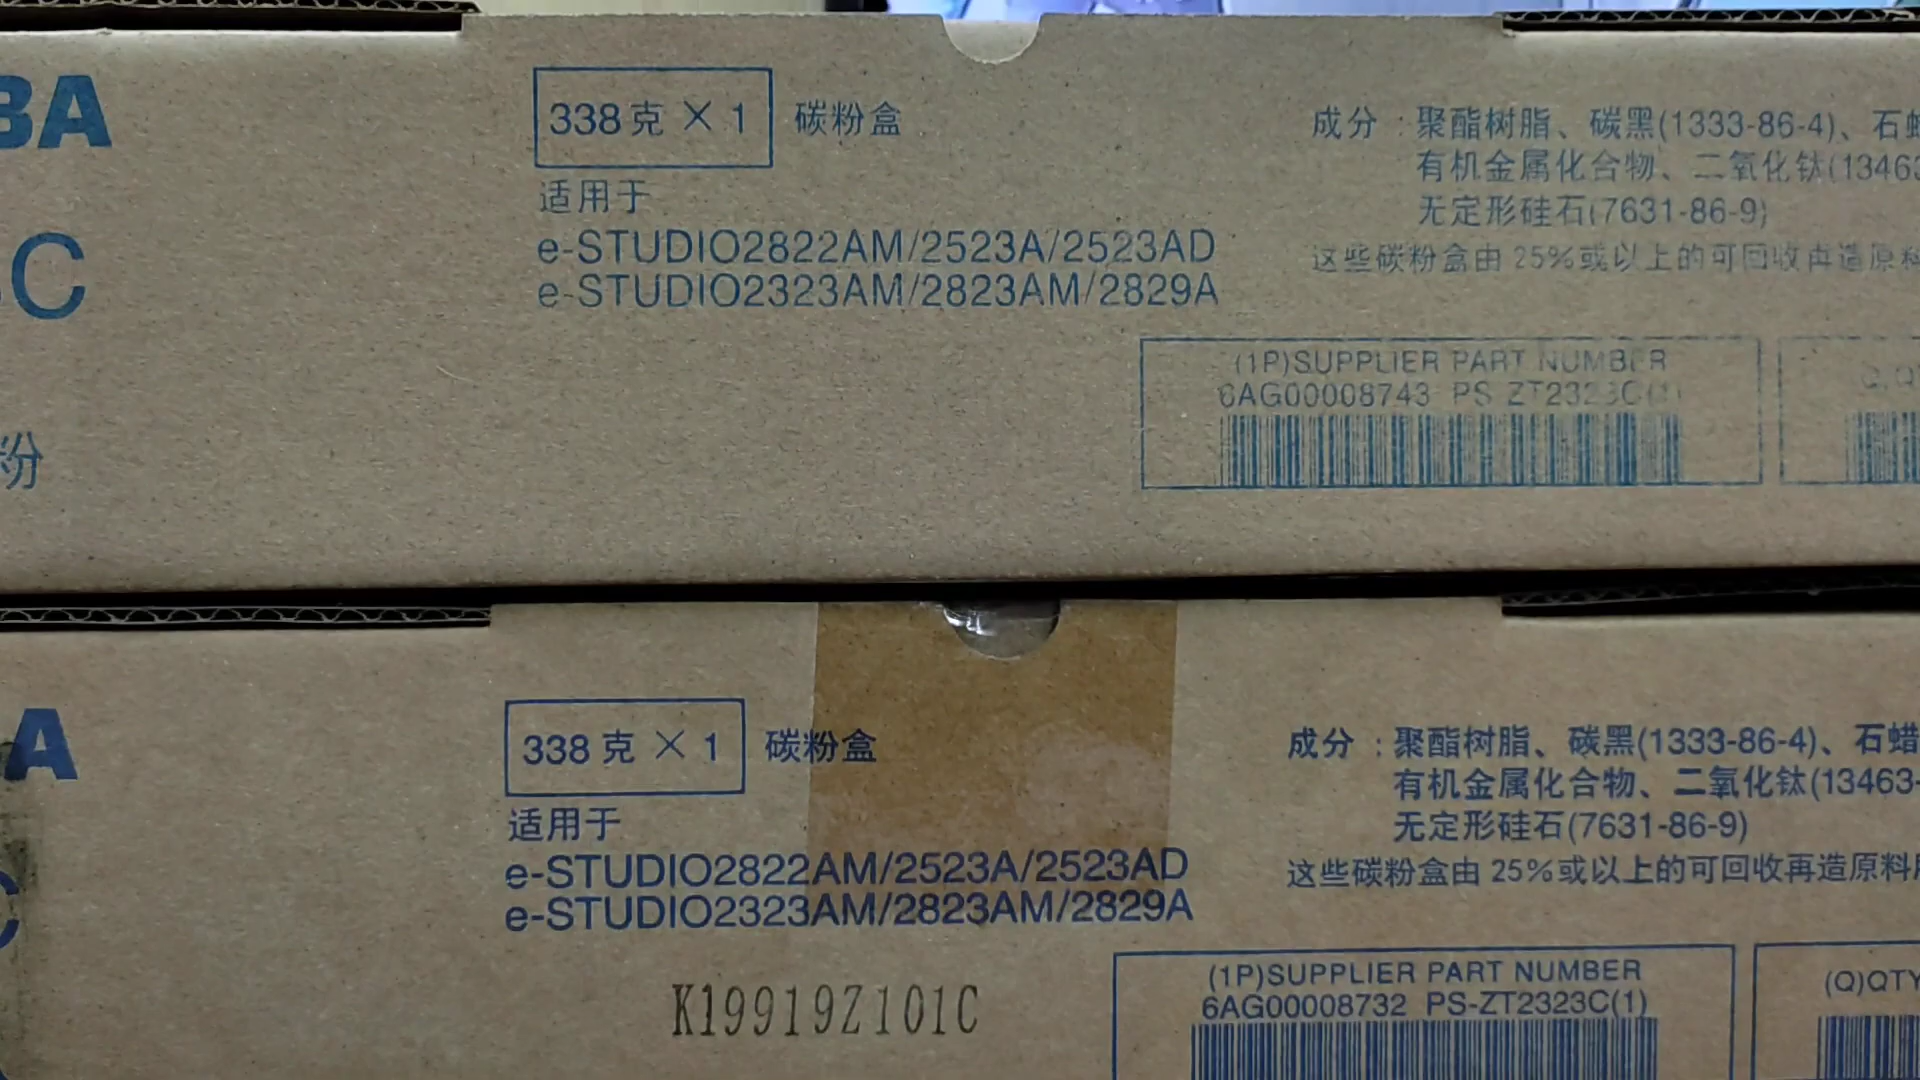 BA
C
粉
338克×1 碳粉盒
适用于
e-STUDIO2822AM/2523A/2523AD
e-STUDIO2323AM/2823AM/2829A
成分:聚酯树脂、碳黑(1333-86-4)、石蜡
有机金属化合物、二氧化钛(13463
无定形硅石(7631-86-9)
这些碳粉盒由25%或以上的可回收再造原料
(1P)SUPPLIER PART NUMBER
6AG00008743 PS-ZT2323C(1)
A
C
338克×1 碳粉盒
适用于
e-STUDIO2822AM/2523A/2523AD
e-STUDIO2323AM/2823AM/2829A
K19919Z101C
成分:聚酯树脂、碳黑(1333-86-4)、石蜡
有机金属化合物、二氧化钛(13463-
无定形硅石(7631-86-9)
这些碳粉盒由25%或以上的可回收再造原料
(1P)SUPPLIER PART NUMBER
6AG00008732 PS-ZT2323C(1)
(Q)QTY